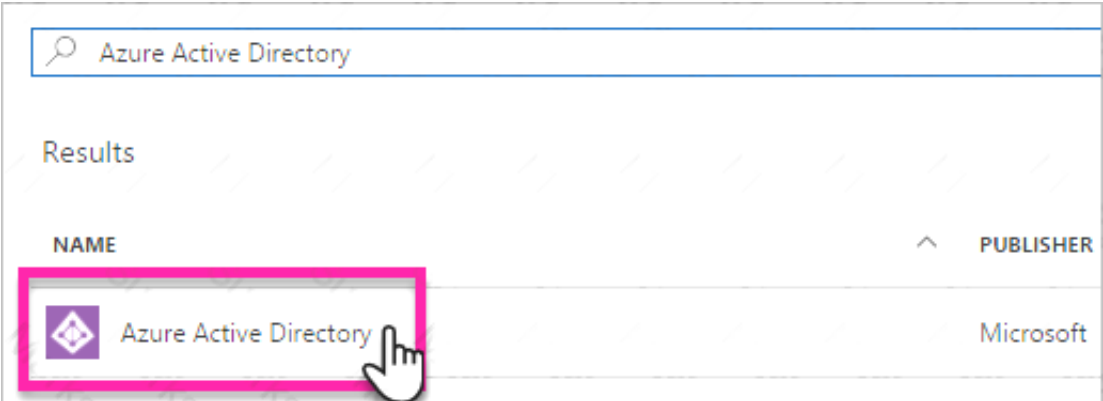 Azure Active Directory
Results
NAME PUBLISHER
Azure Active Directory Microsoft